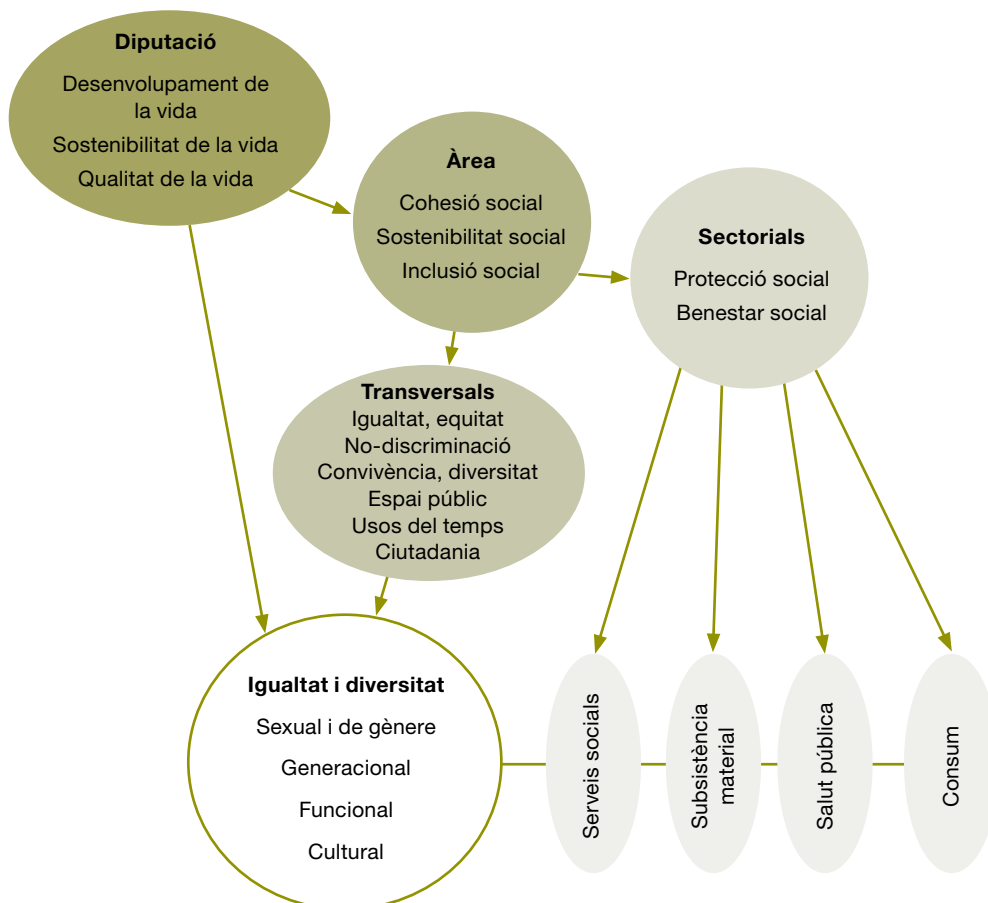 Diputació
Desenvolupament de
la vida
Sostenibilitat de la vida
Qualitat de la vida
Àrea
Cohesió social
Sostenibilitat social
Inclusió social
Sectorials
Protecció social
Benestar social
Transversals
Igualtat, equitat
No-discriminació
Convivència, diversitat
Espai públic
Usos del temps
Ciutadania
Igualtat i diversitat
Sexual i de gènere
Generacional
Funcional
Cultural
Serveis socials
Subsistència
material
Salut pública
Consum